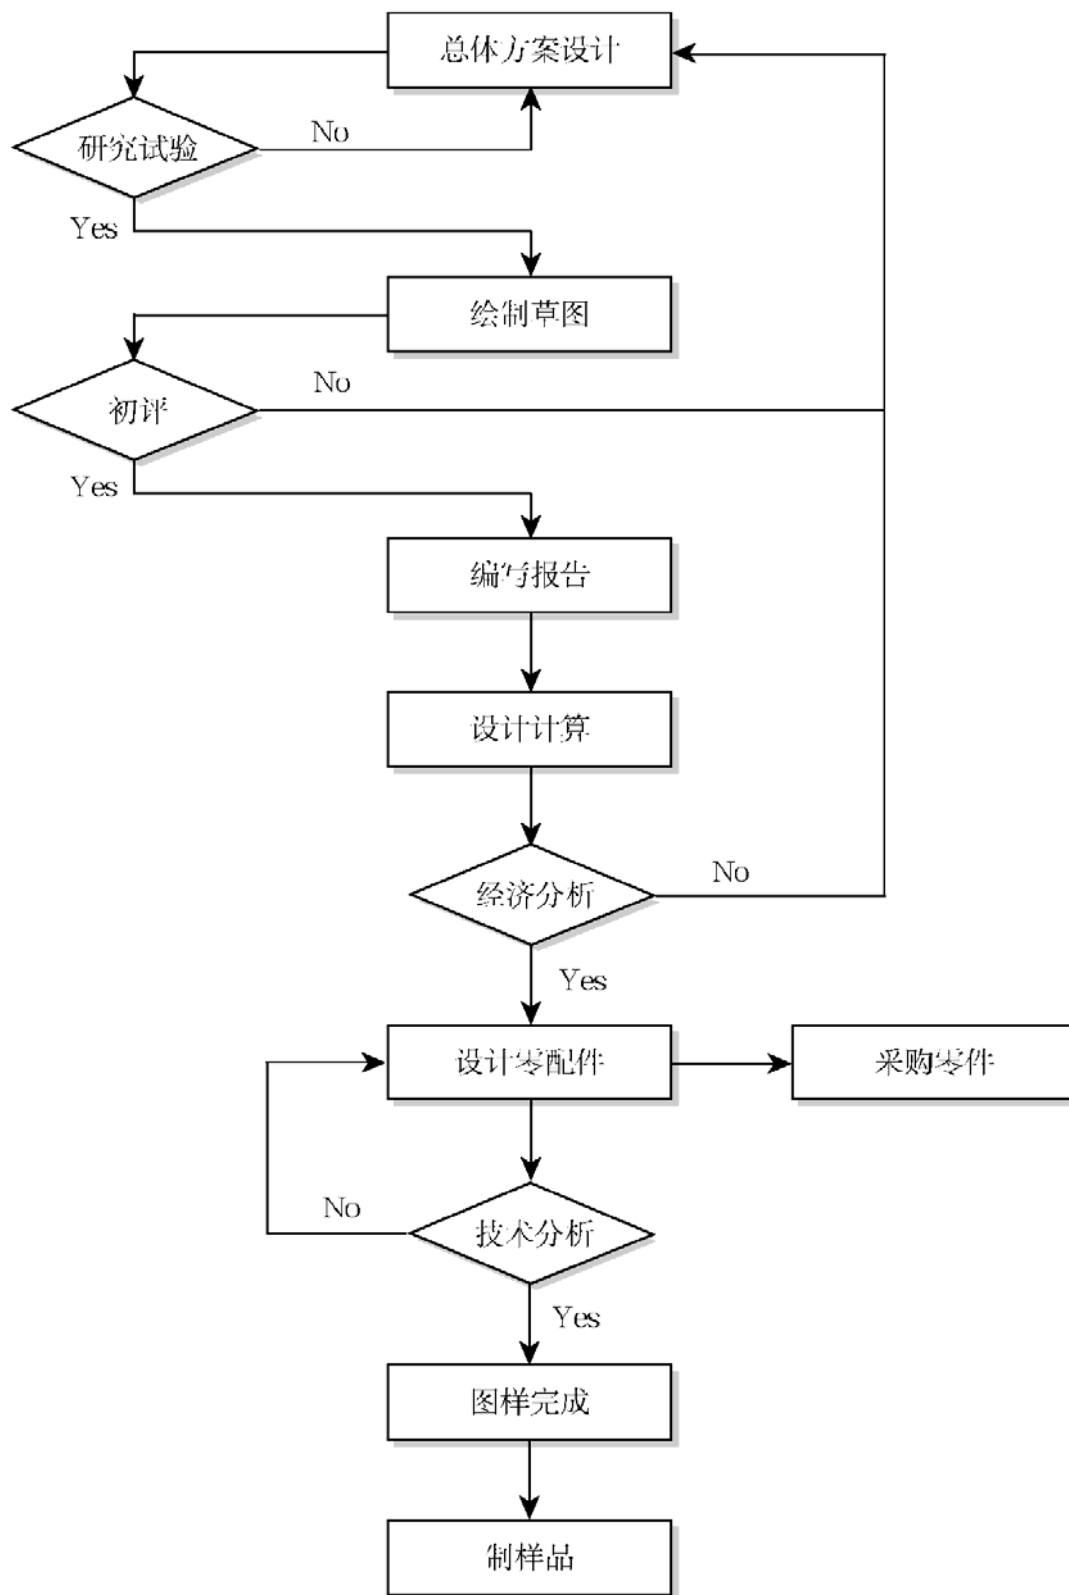 总体方案设计
研究试验
No
Yes
绘制草图
No
初评
Yes
编写报告
设计计算
经济分析
No
Yes
设计零配件
采购零件
No
技术分析
Yes
图样完成
制样品